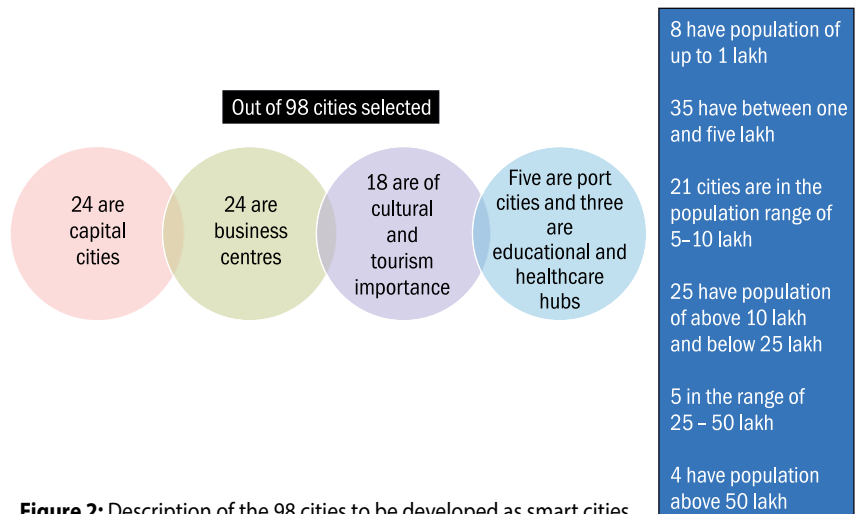 Out of 98 cities selected
24 are
capital
cities
24 are
business
centres
18 are of
cultural
and
tourism
importance
Five are port
cities and three
are
educational and
healthcare
hubs
8 have population of
up to 1 lakh
35 have between one
and five lakh
21 cities are in the
population range of
5–10 lakh
25 have population
of above 10 lakh
and below 25 lakh
5 in the range of
25 – 50 lakh
4 have population
above 50 lakh
Figure 2: Description of the 98 cities to be developed as smart cities